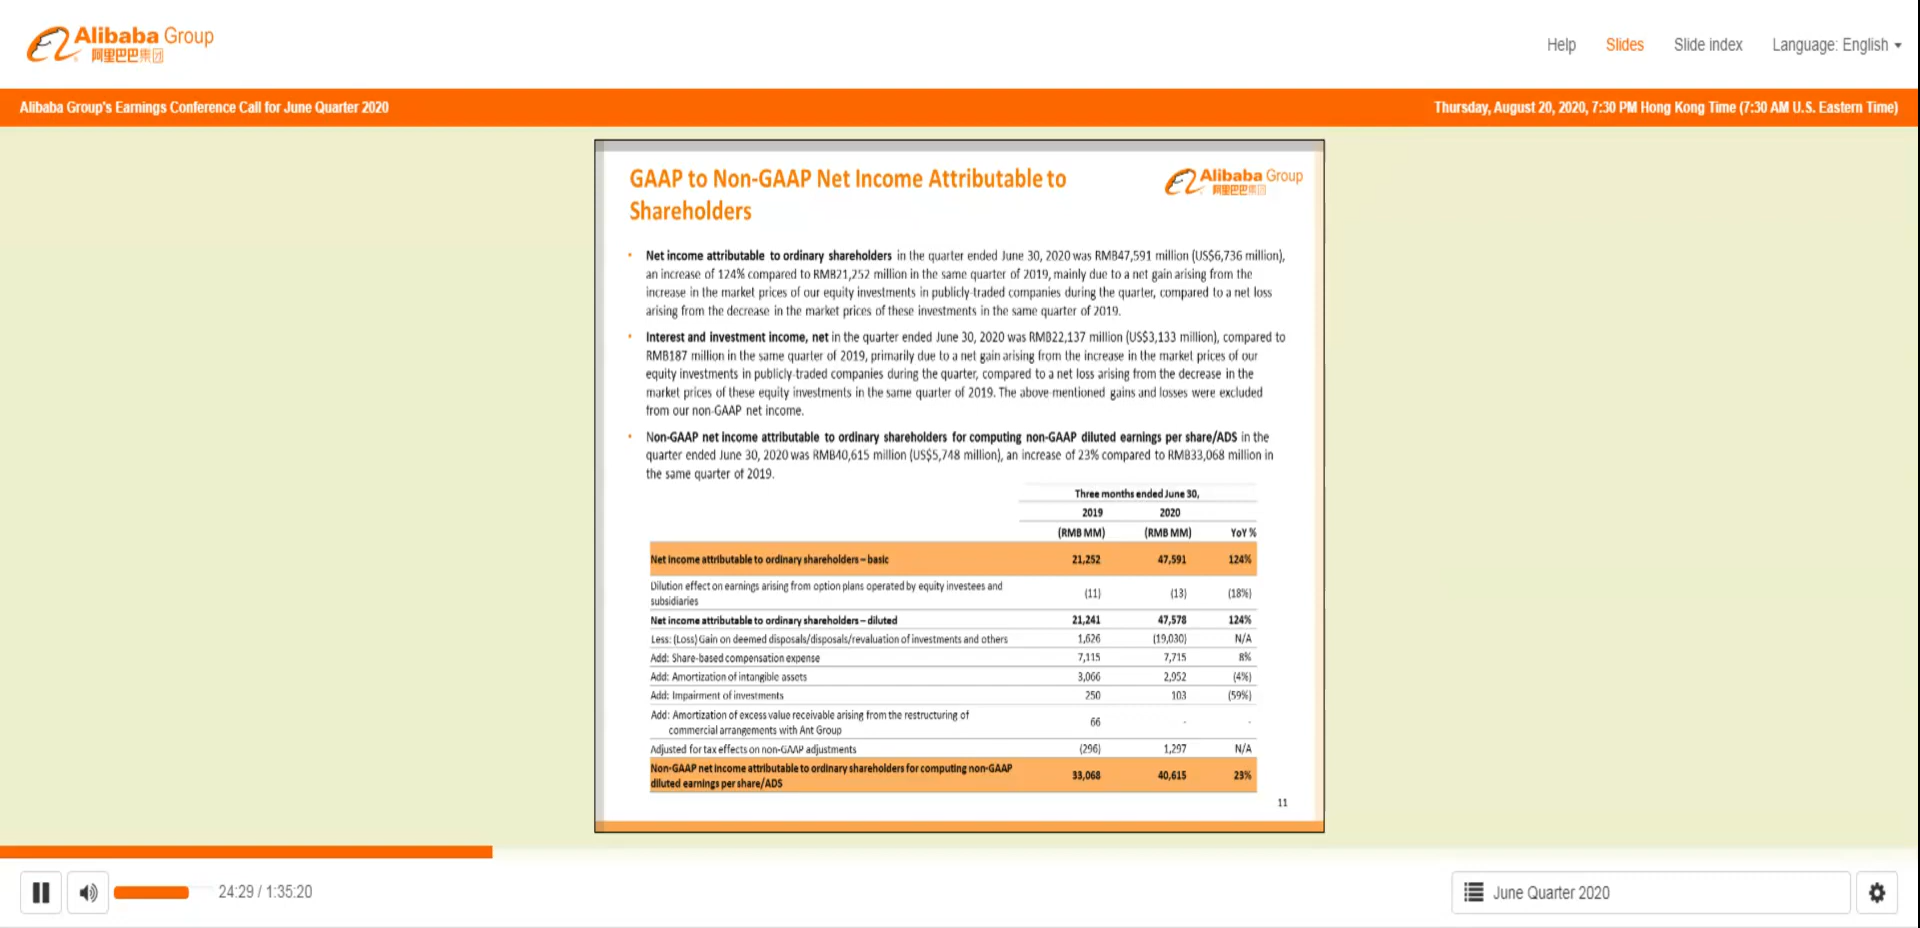 Alibaba Group
阿里巴巴集团
Help Slides Slide index Language: English
Alibaba Group's Earnings Conference Call for June Quarter 2020
Thursday, August 20, 2020, 7:30 PM Hong Kong Time (7:30 AM U.S. Eastern Time)
GAAP to Non-GAAP Net Income Attributable to
Shareholders
Alibaba Group
阿里巴巴集团
• Net income attributable to ordinary shareholders in the quarter ended June 30, 2020 was RMB47,591 million (US$6,736 million),
an increase of 124% compared to RMB21,252 million in the same quarter of 2019, mainly due to a net gain arising from the
increase in the market prices of our equity investments in publicly-traded companies during the quarter, compared to a net loss
arising from the decrease in the market prices of these investments in the same quarter of 2019.
• Interest and investment income, net in the quarter ended June 30, 2020 was RMB22,137 million (US$3,133 million), compared to
RMB187 million in the same quarter of 2019, primarily due to a net gain arising from the increase in the market prices of our
equity investments in publicly-traded companies during the quarter, compared to a net loss arising from the decrease in the
market prices of these equity investments in the same quarter of 2019. The above-mentioned gains and losses were excluded
from our non-GAAP net income.
• Non-GAAP net income attributable to ordinary shareholders for computing non-GAAP diluted earnings per share/ADS in the
quarter ended June 30, 2020 was RMB40,615 million (US$5,748 million), an increase of 23% compared to RMB33,068 million in
the same quarter of 2019.
Three months ended June 30,
2019 2020
(RMB MM) (RMB MM) YoY %
Net income attributable to ordinary shareholders – basic 21,252 47,591 124%
Dilution effect on earnings arising from option plans operated by equity investees and
subsidiaries (11) (13) (18%)
Net income attributable to ordinary shareholders – diluted 21,241 47,578 124%
Less: (Loss) Gain on deemed disposals/disposals/revaluation of investments and others 1,626 (19,030) N/A
Add: Share-based compensation expense 7,115 7,715 8%
Add: Amortization of intangible assets 3,066 2,952 (4%)
Add: Impairment of investments 250 103 (59%)
Add: Amortization of excess value receivable arising from the restructuring of
commercial arrangements with Ant Group 66 - -
Adjusted for tax effects on non-GAAP adjustments (296) 1,297 N/A
Non-GAAP net income attributable to ordinary shareholders for computing non-GAAP
diluted earnings per share/ADS 33,068 40,615 23%
11
24:29 / 1:35:20
June Quarter 2020